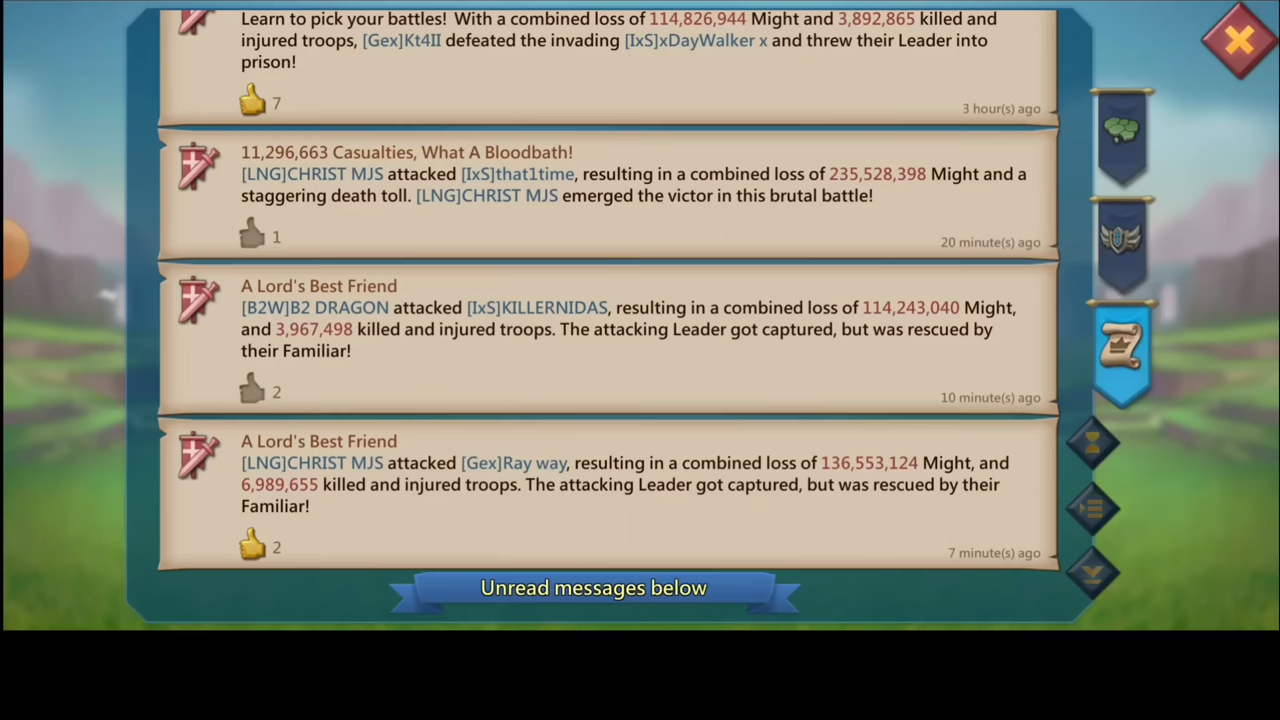 Learn to pick your battles! With a combined loss of 114,826,944 Might and 3,892,865 killed and
injured troops, [Gex]Kt4II defeated the invading [IxS]xDayWalker x and threw their Leader into
prison!
7
3 hour(s) ago
11,296,663 Casualties, What A Bloodbath!
[LNG]CHRIST MJS attacked [IxS]that1time, resulting in a combined loss of 235,528,398 Might and a
staggering death toll. [LNG]CHRIST MJS emerged the victor in this brutal battle!
1
20 minute(s) ago
A Lord's Best Friend
[B2W]B2 DRAGON attacked [IxS]KILLERNIDAS, resulting in a combined loss of 114,243,040 Might,
and 3,967,498 killed and injured troops. The attacking Leader got captured, but was rescued by
their Familiar!
2
10 minute(s) ago
A Lord's Best Friend
[LNG]CHRIST MJS attacked [Gex]Ray way, resulting in a combined loss of 136,553,124 Might, and
6,989,655 killed and injured troops. The attacking Leader got captured, but was rescued by their
Familiar!
2
7 minute(s) ago
Unread messages below